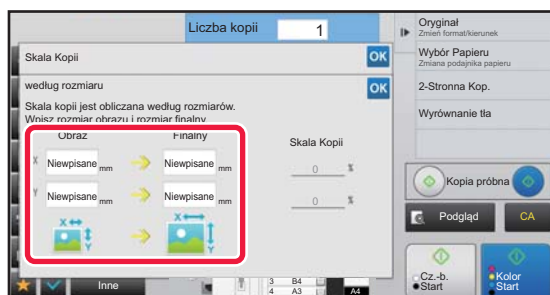 Liczba kopii 1
Skala Kopii OK
według rozmiaru OK
Skala kopii jest obliczana według rozmiarów.
Wpisz rozmiar obrazu i rozmiar finalny
Obraz Finalny
Skala Kopii
X Niewpisane mm Niewpisane mm 0 %
Y Niewpisane mm Niewpisane mm 0 %
X Y X Y
Inne
3 B4
4 A3 A4
Oryginał
Zmień format/kierunek
Wybór Papieru
Zmiana podajnika papieru
2-Stronna Kop.
Wyrównanie tła
Kopia próbna
Podgląd CA
Cz.-b.
Start
Kolor
Start